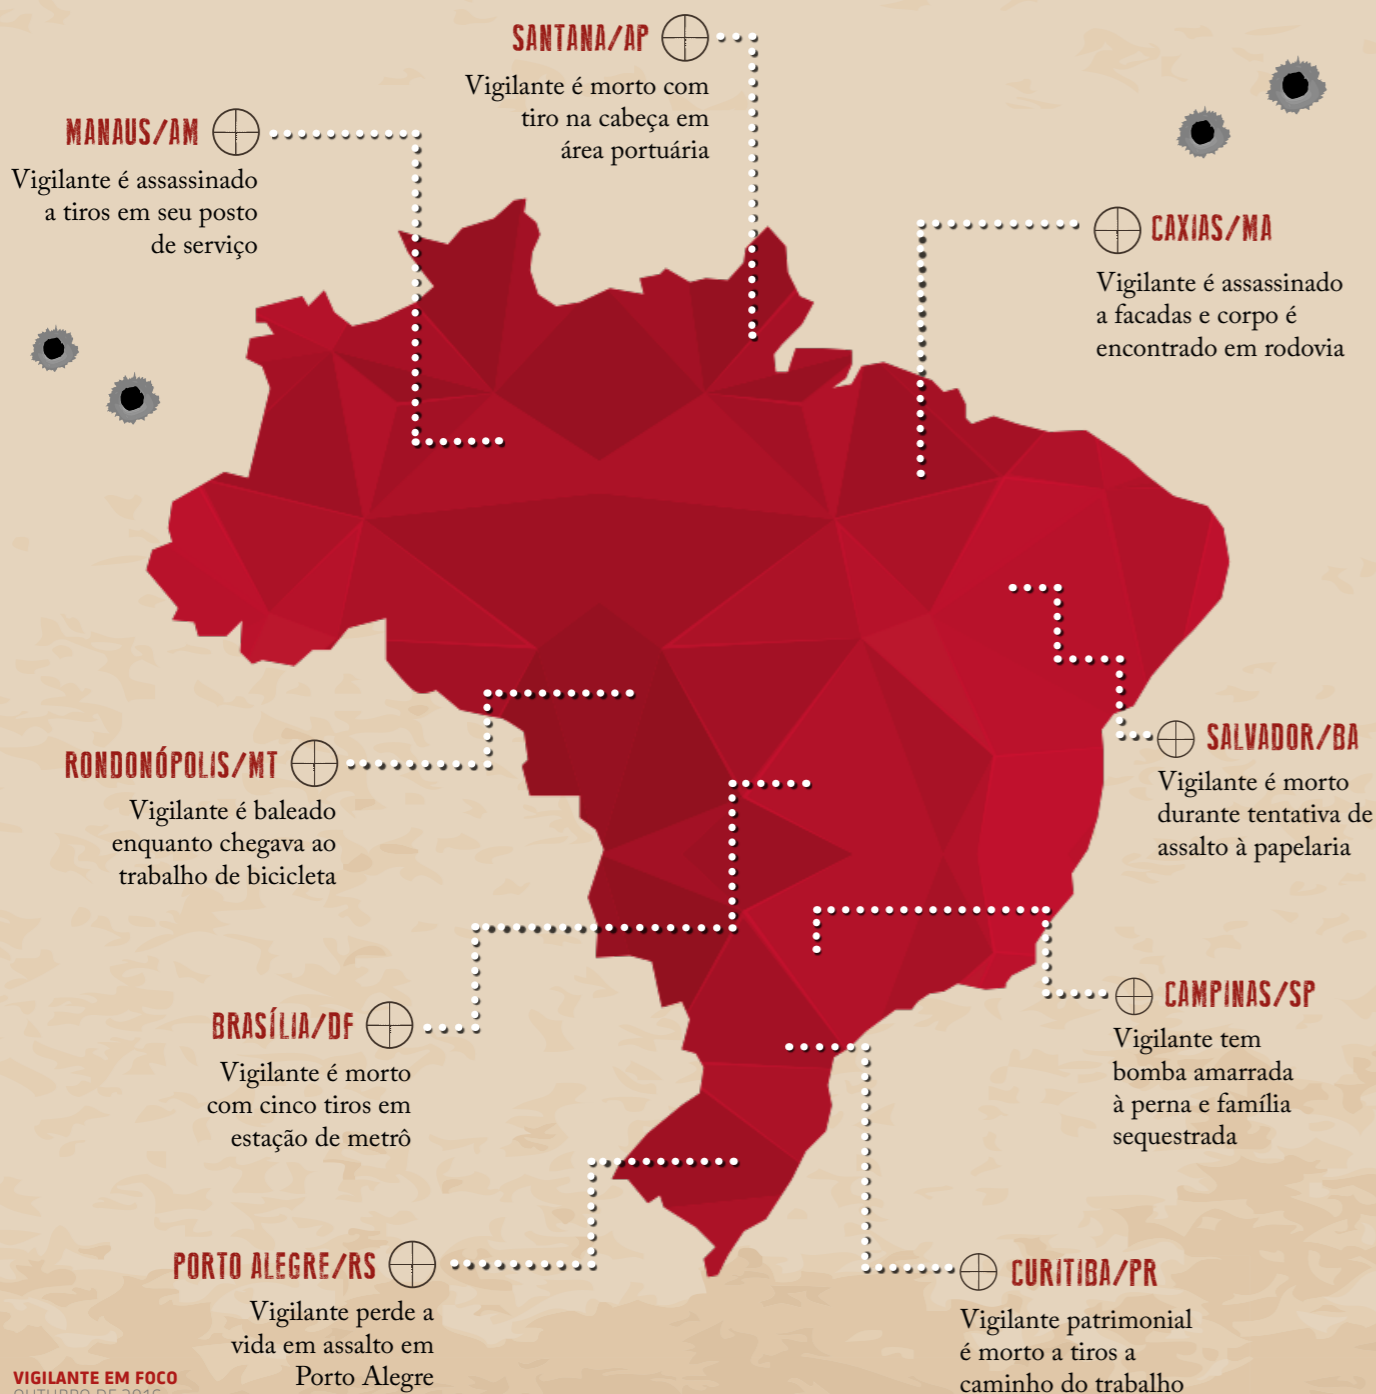 SANTANA/AP
Vigilante é morto com
tiro na cabeça em
área portuária
MANAUS/AM
Vigilante é assassinado
a tiros em seu posto
de serviço
CAXIAS/MA
Vigilante é assassinado
a facadas e corpo é
encontrado em rodovia
RONDONÓPOLIS/MT
Vigilante é baleado
enquanto chegava ao
trabalho de bicicleta
SALVADOR/BA
Vigilante é morto
durante tentativa de
assalto à papelaria
BRASÍLIA/DF
Vigilante é morto
com cinco tiros em
estação de metrô
CAMPINAS/SP
Vigilante tem
bomba amarrada
à perna e família
sequestrada
PORTO ALEGRE/RS
Vigilante perde a
vida em assalto em
Porto Alegre
CURITIBA/PR
Vigilante patrimonial
é morto a tiros a
caminho do trabalho
VIGILANTE EM FOCO
OUTUBRO DE